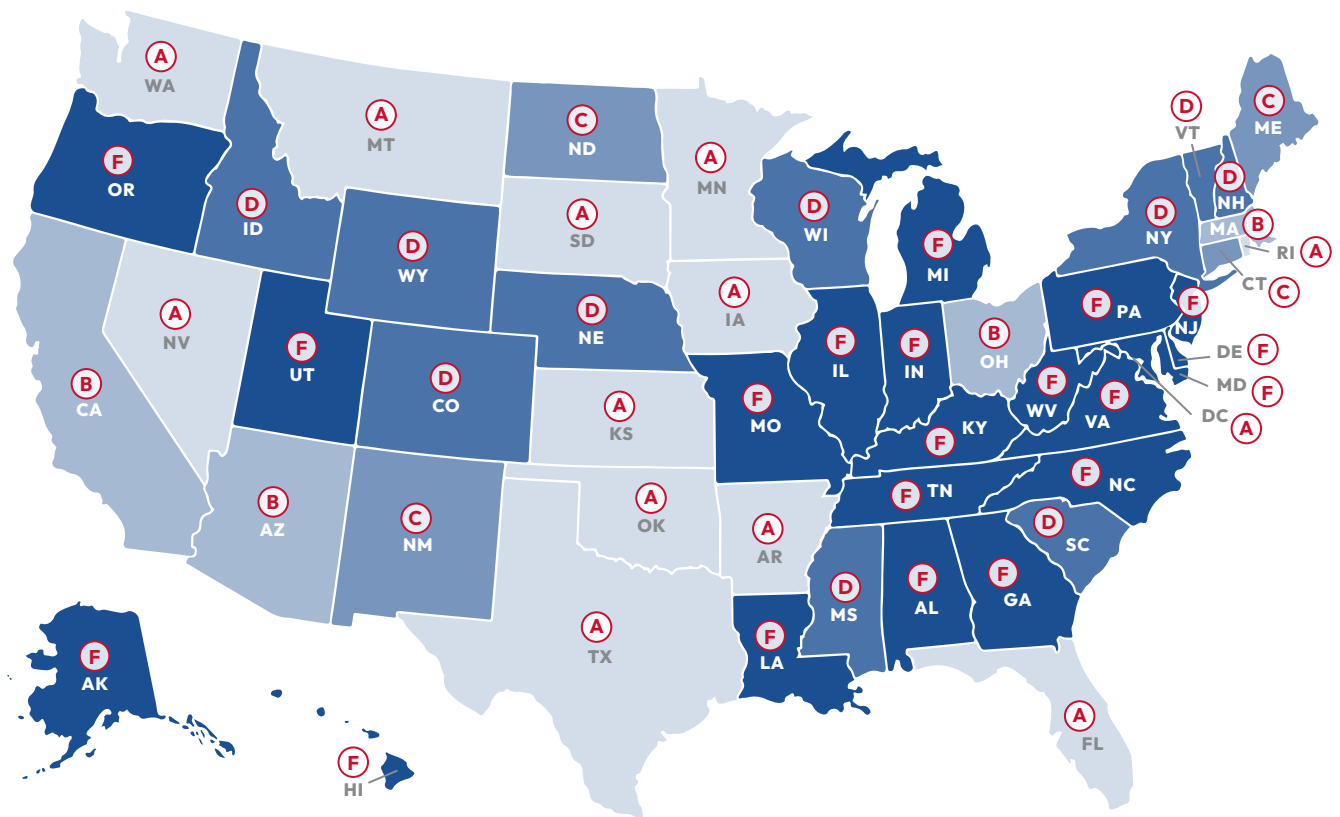 A
WA
A
MT
C
ND
A
MN
D
VT
C
ME
F
OR
D
ID
D
WY
A
SD
D
WI
F
MI
D
NY
D
NH
MA
B
RI
A
CT
C
A
NV
F
UT
D
NE
A
IA
F
IL
F
IN
B
OH
F
PA
F
NJ
DE
F
MD
F
DC
A
B
CA
D
CO
A
KS
F
MO
F
KY
F
WV
F
VA
B
AZ
C
NM
A
OK
A
AR
F
TN
F
NC
D
SC
A
TX
F
LA
D
MS
F
AL
F
GA
F
AK
F
HI
A
FL